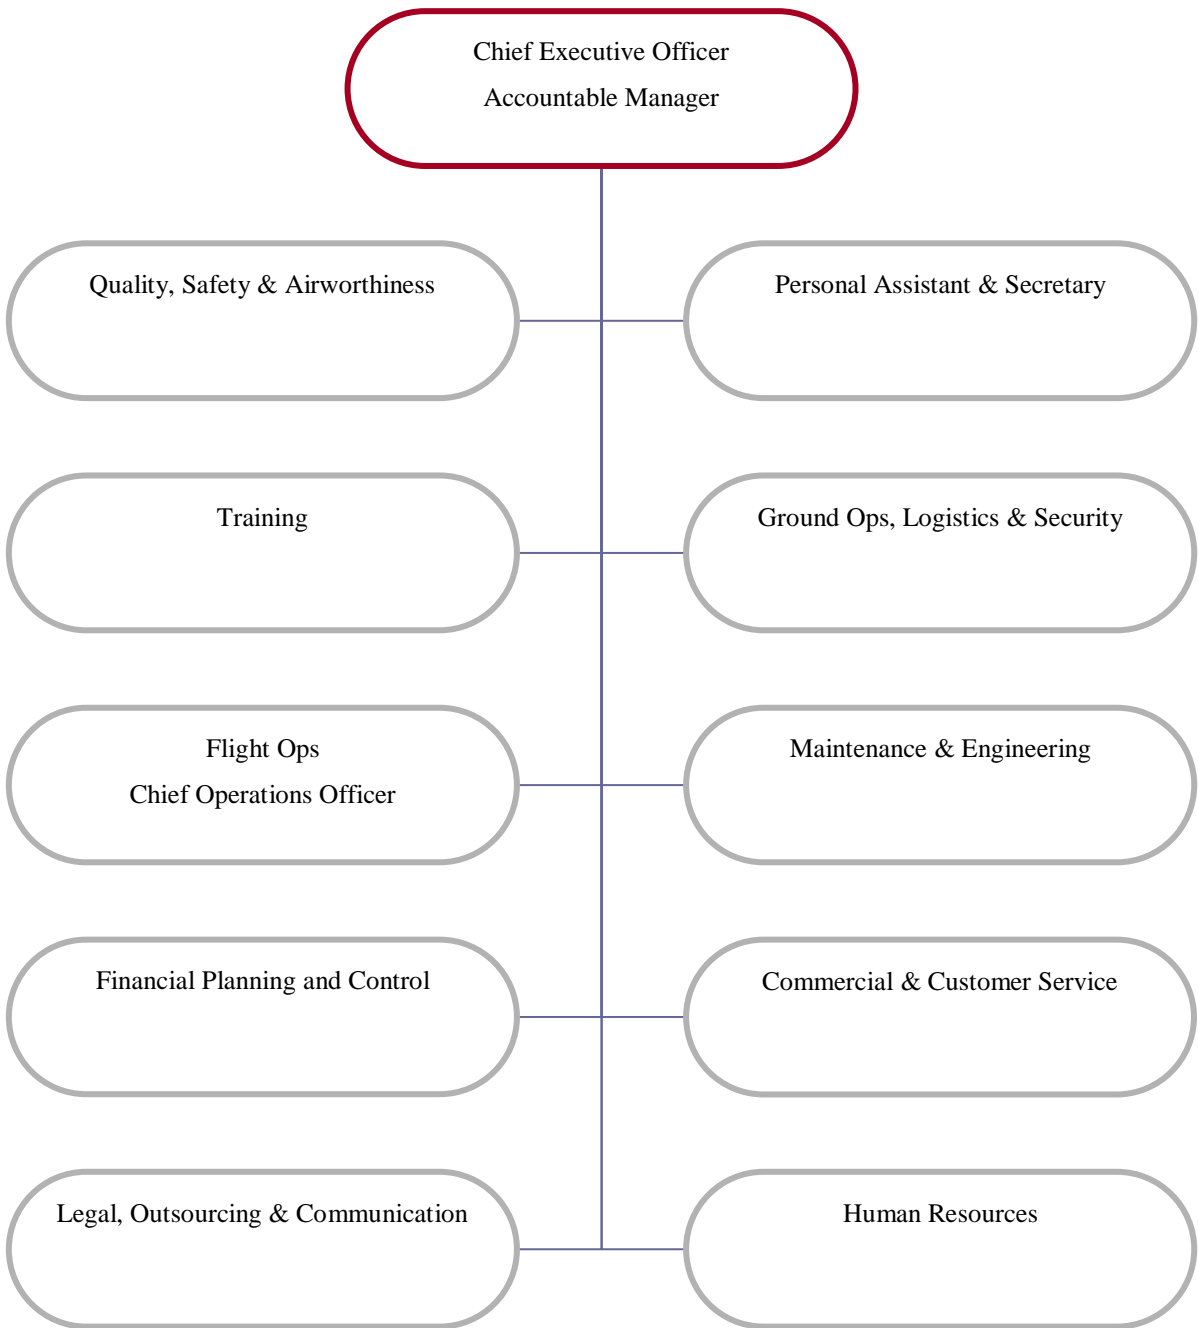 Chief Executive Officer
Accountable Manager
Quality, Safety & Airworthiness
Personal Assistant & Secretary
Training
Ground Ops, Logistics & Security
Flight Ops
Chief Operations Officer
Maintenance & Engineering
Financial Planning and Control
Commercial & Customer Service
Legal, Outsourcing & Communication
Human Resources